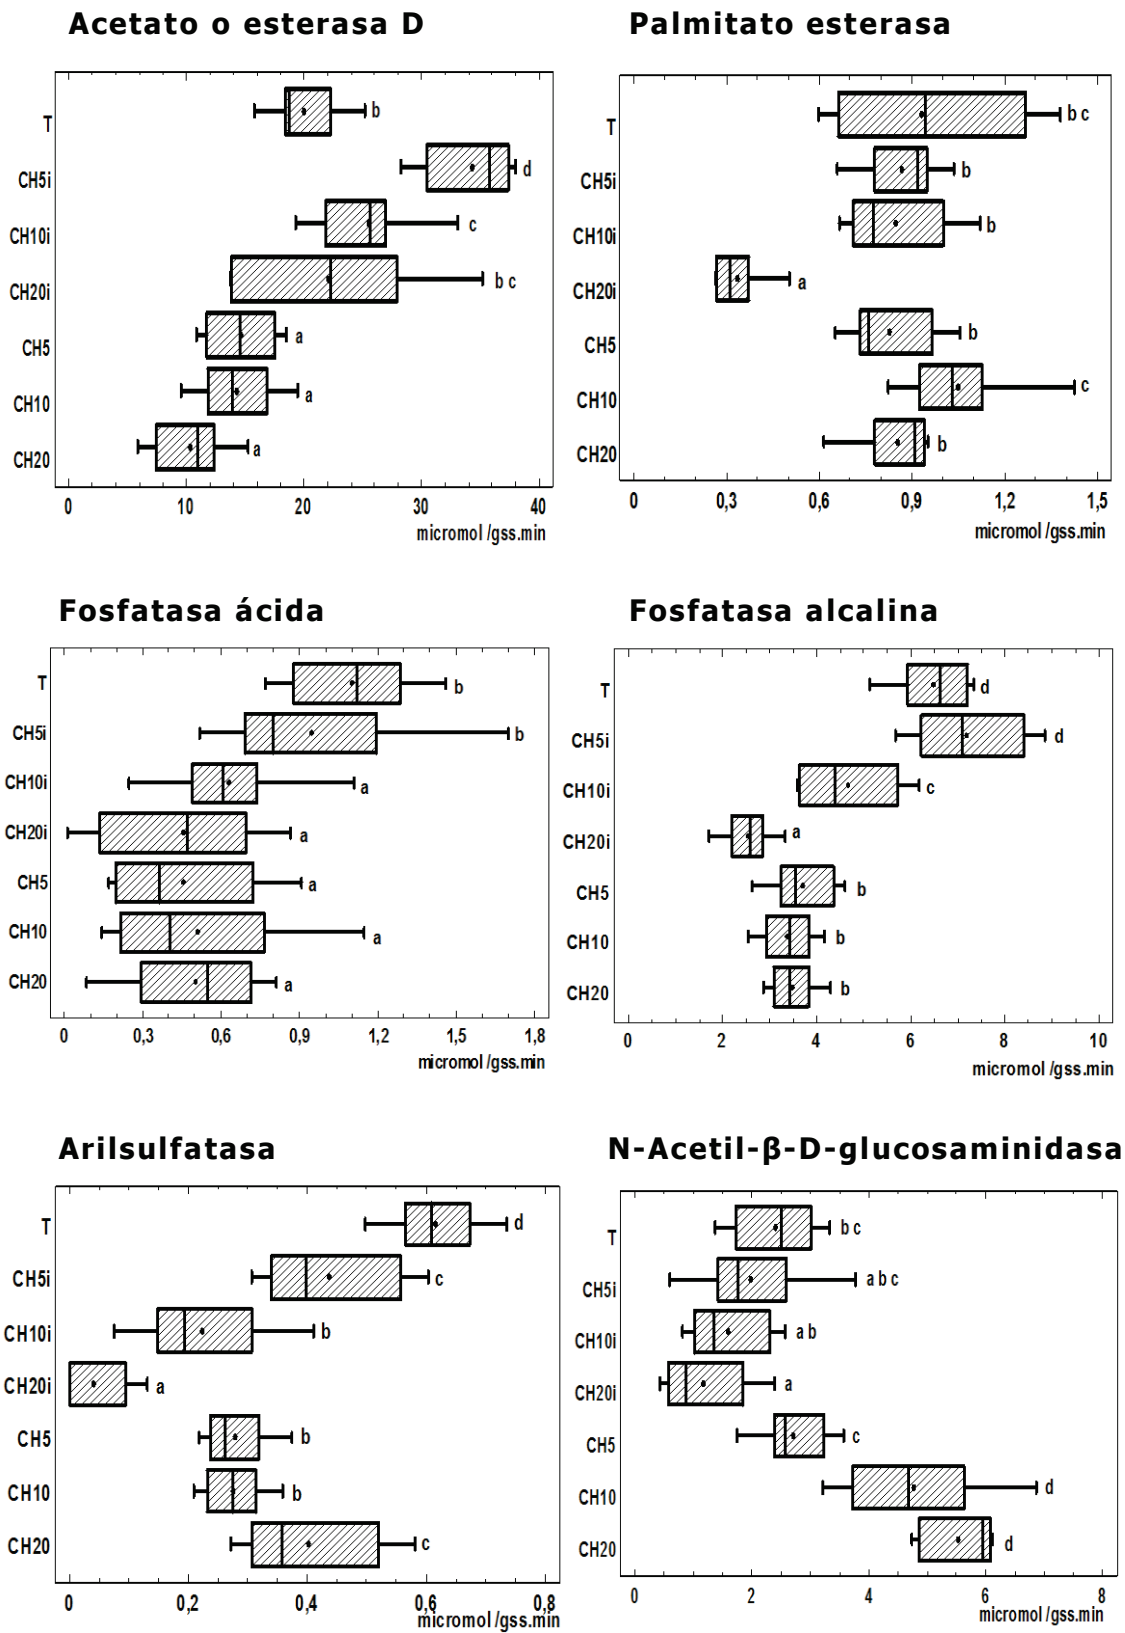 Acetato o esterasa D
T b
CH5i d
CH10i c
CH20i b c
CH5 a
CH10 a
CH20 a
0 10 20 30 40
micromol /gss.min
Palmitato esterasa
T b c
CH5i b
CH10i b
CH20i a
CH5 b
CH10 c
CH20 b
0 0,3 0,6 0,9 1,2 1,5
micromol /gss.min
Fosfatasa ácida
T b
CH5i b
CH10i a
CH20i a
CH5 a
CH10 a
CH20 a
0 0,3 0,6 0,9 1,2 1,5 1,8
micromol /gss.min
Fosfatasa alcalina
T d
CH5i d
CH10i c
CH20i a
CH5 b
CH10 b
CH20 b
0 2 4 6 8 10
micromol /gss.min
Arilsulfatasa
T d
CH5i c
CH10i b
CH20i a
CH5 b
CH10 b
CH20 c
0 0,2 0,4 0,6 0,8
micromol /gss.min
N-Acetil-β-D-glucosaminidasa
T b c
CH5i a b c
CH10i a b
CH20i a
CH5 c
CH10 d
CH20 d
0 2 4 6 8
micromol /gss.min